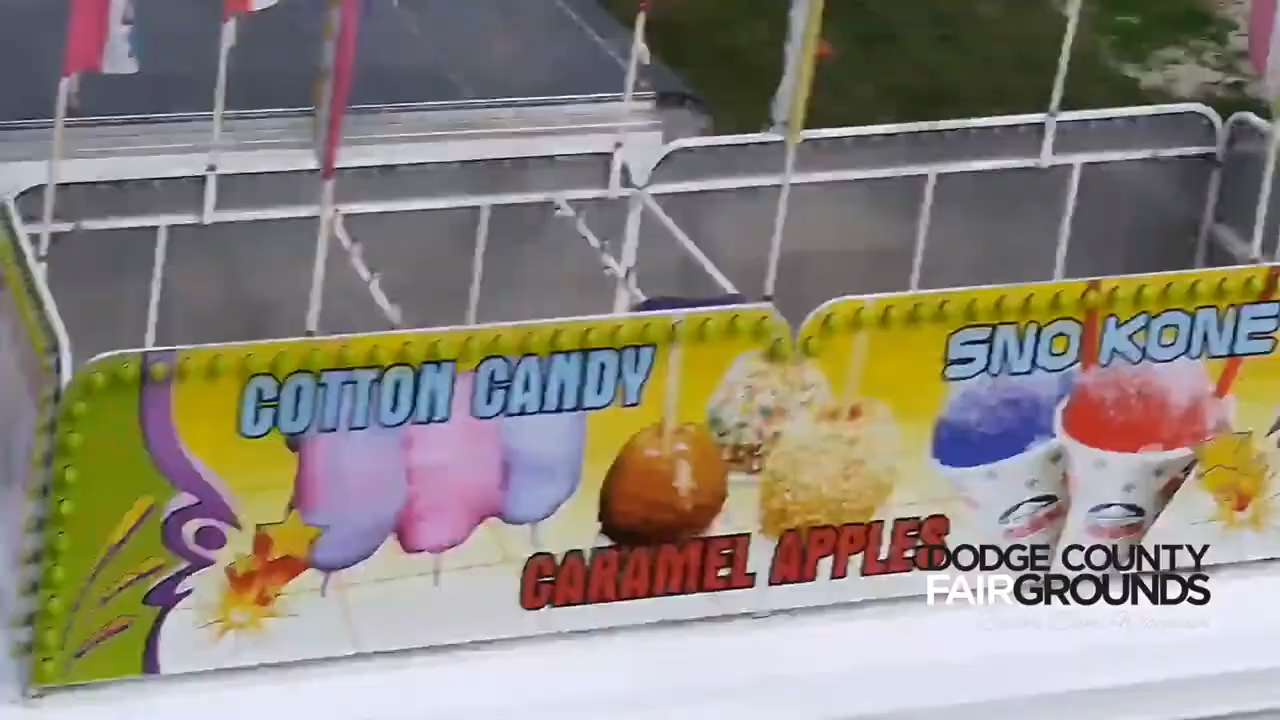 COTTON CANDY
SNO KONE
CARAMEL APPLES
DODGE COUNTY
FAIRGROUNDS